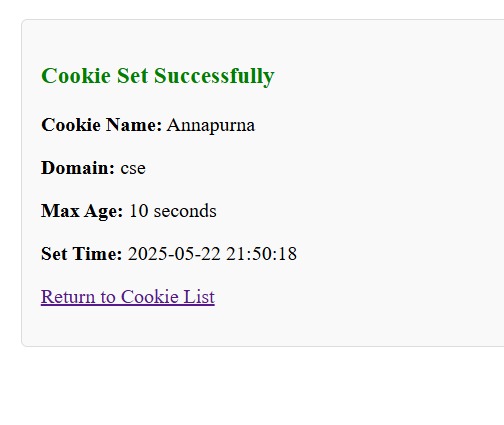 Cookie Set Successfully
Cookie Name: Annapurna
Domain: cse
Max Age: 10 seconds
Set Time: 2025-05-22 21:50:18
Return to Cookie List